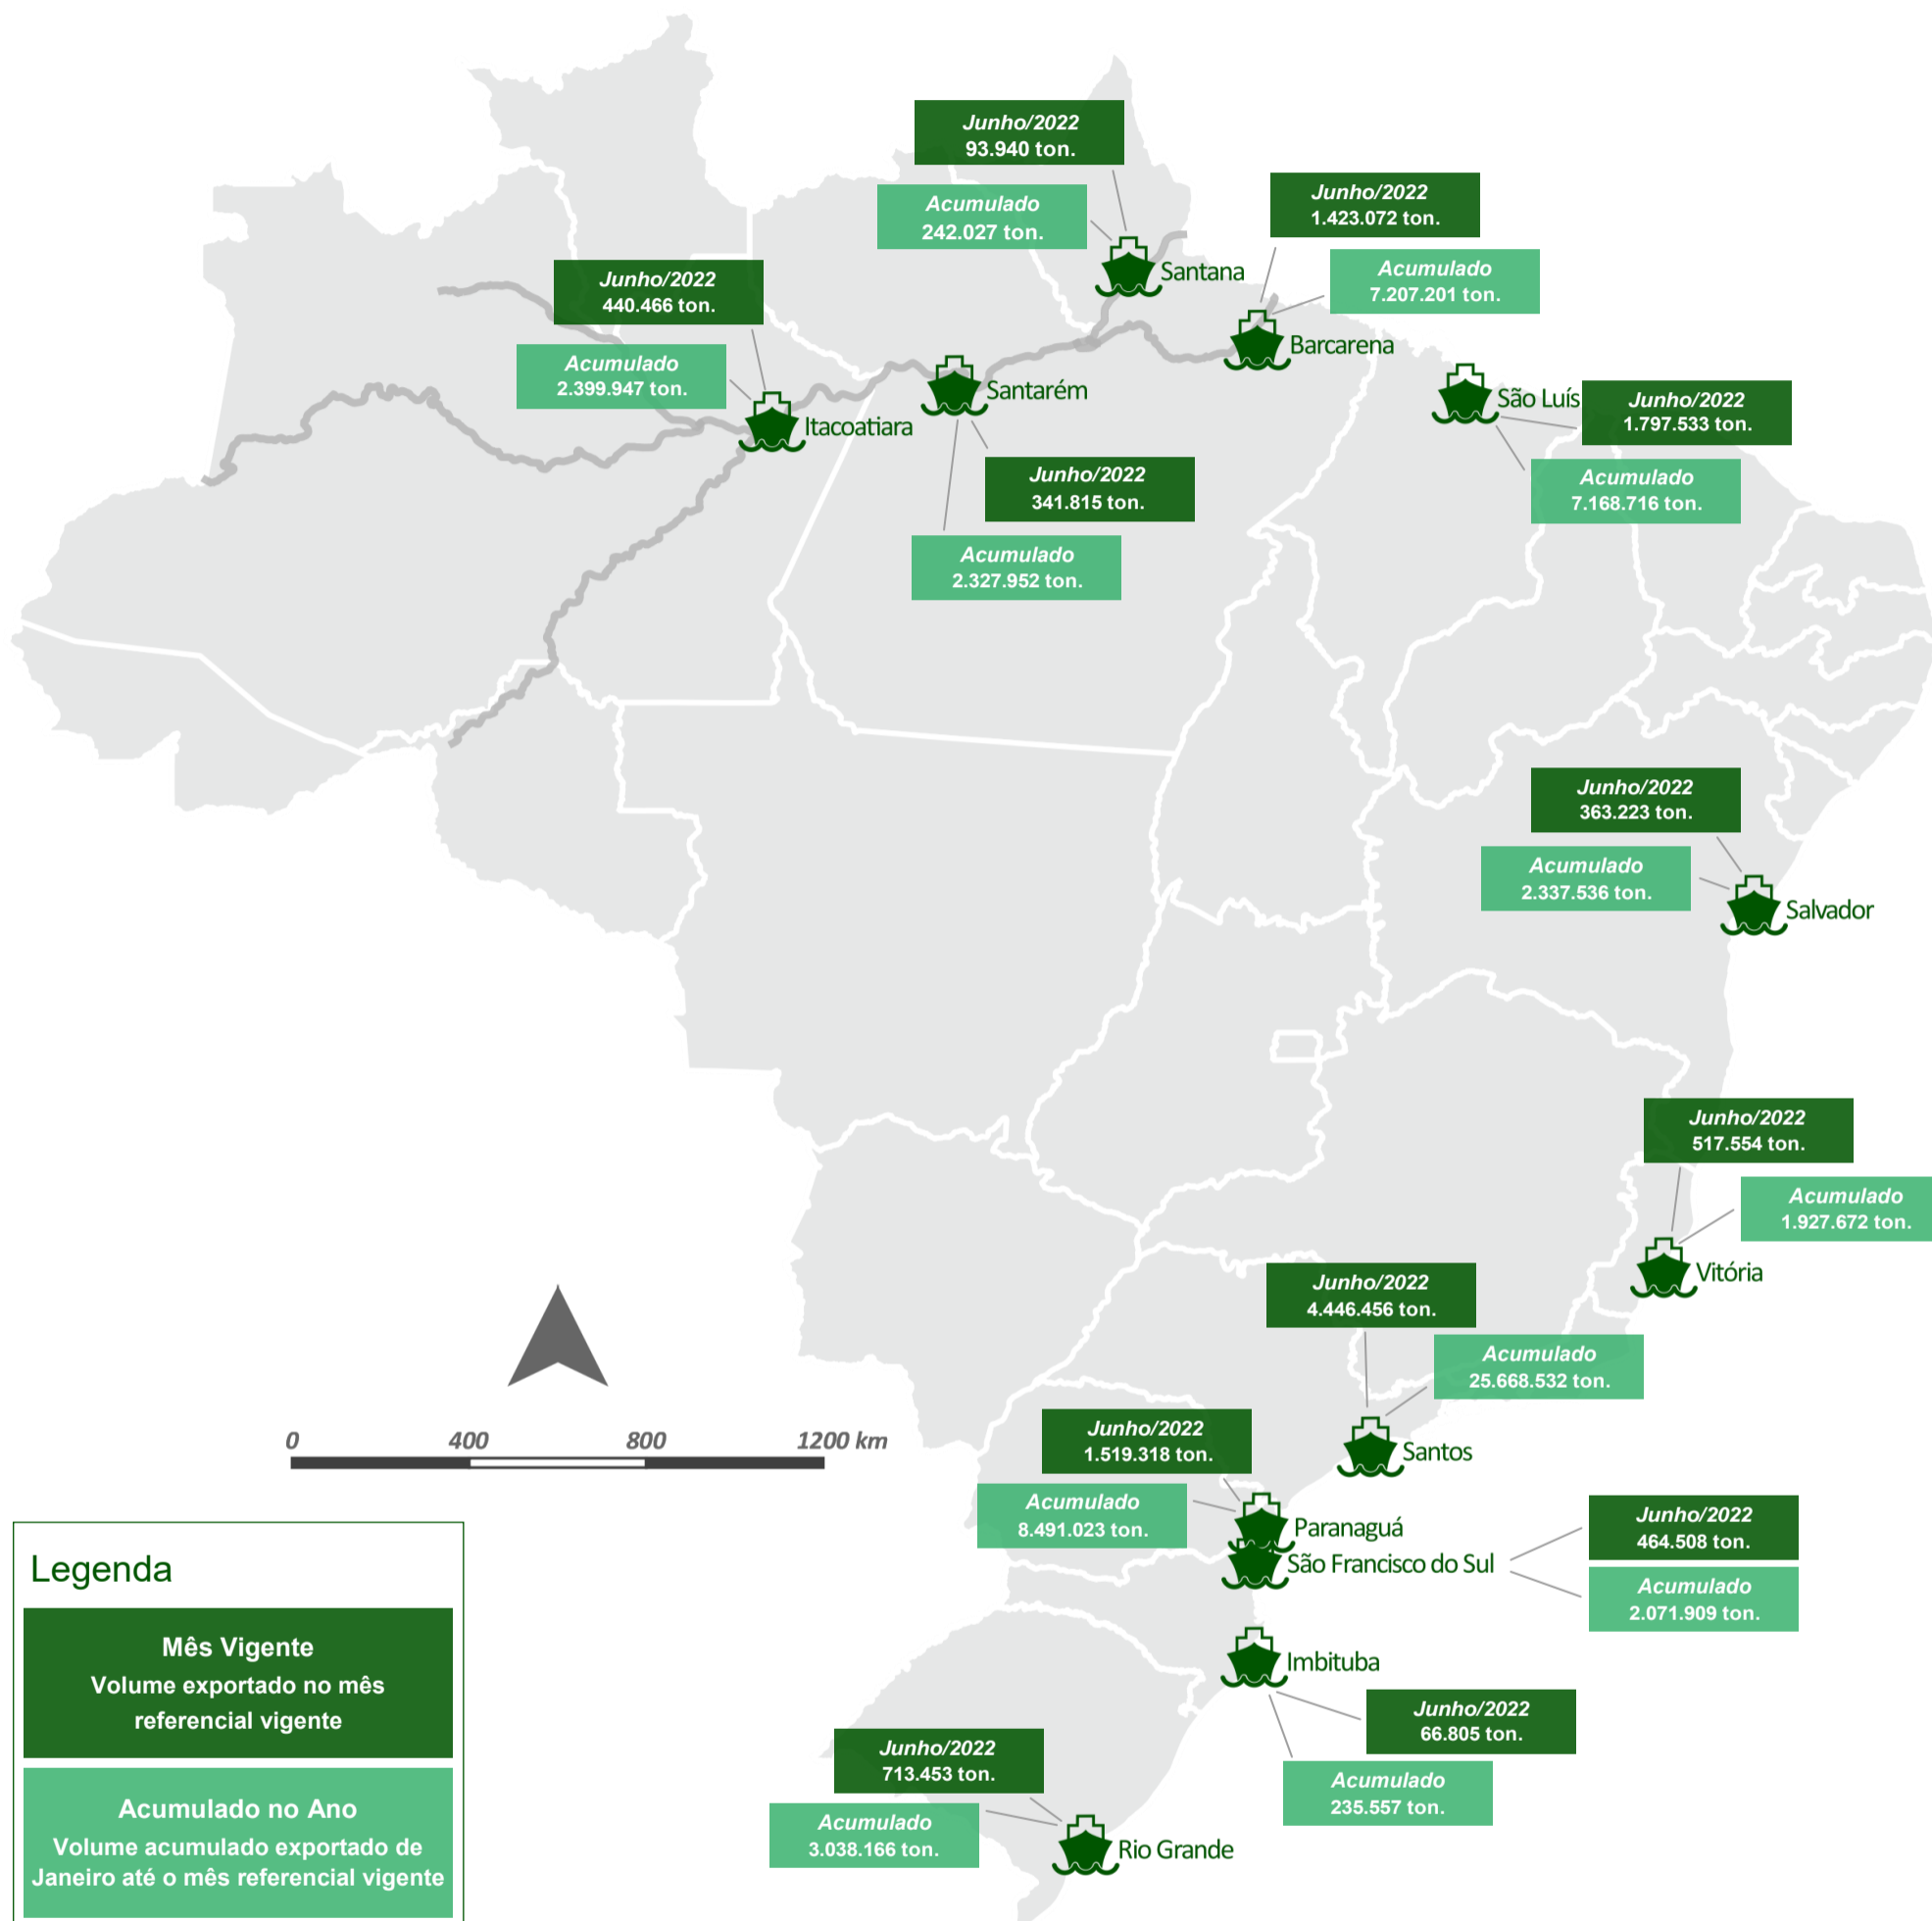 Junho/2022
93.940 ton.
Acumulado
242.027 ton.
Santana
Junho/2022
1.423.072 ton.
Acumulado
7.207.201 ton.
Barcarena
Junho/2022
440.466 ton.
Acumulado
2.399.947 ton.
Itacoatiara
Santarém
Junho/2022
341.815 ton.
Acumulado
2.327.952 ton.
São Luís
Junho/2022
1.797.533 ton.
Acumulado
7.168.716 ton.
Junho/2022
363.223 ton.
Acumulado
2.337.536 ton.
Salvador
Junho/2022
517.554 ton.
Acumulado
1.927.672 ton.
Vitória
Junho/2022
4.446.456 ton.
Acumulado
25.668.532 ton.
Santos
Junho/2022
1.519.318 ton.
Acumulado
8.491.023 ton.
Paranaguá
São Francisco do Sul
Junho/2022
464.508 ton.
Acumulado
2.071.909 ton.
Imbituba
Junho/2022
66.805 ton.
Acumulado
235.557 ton.
Junho/2022
713.453 ton.
Acumulado
3.038.166 ton.
Rio Grande
0 400 800 1200 km
Legenda
Mês Vigente
Volume exportado no mês
referencial vigente
Acumulado no Ano
Volume acumulado exportado de
Janeiro até o mês referencial vigente